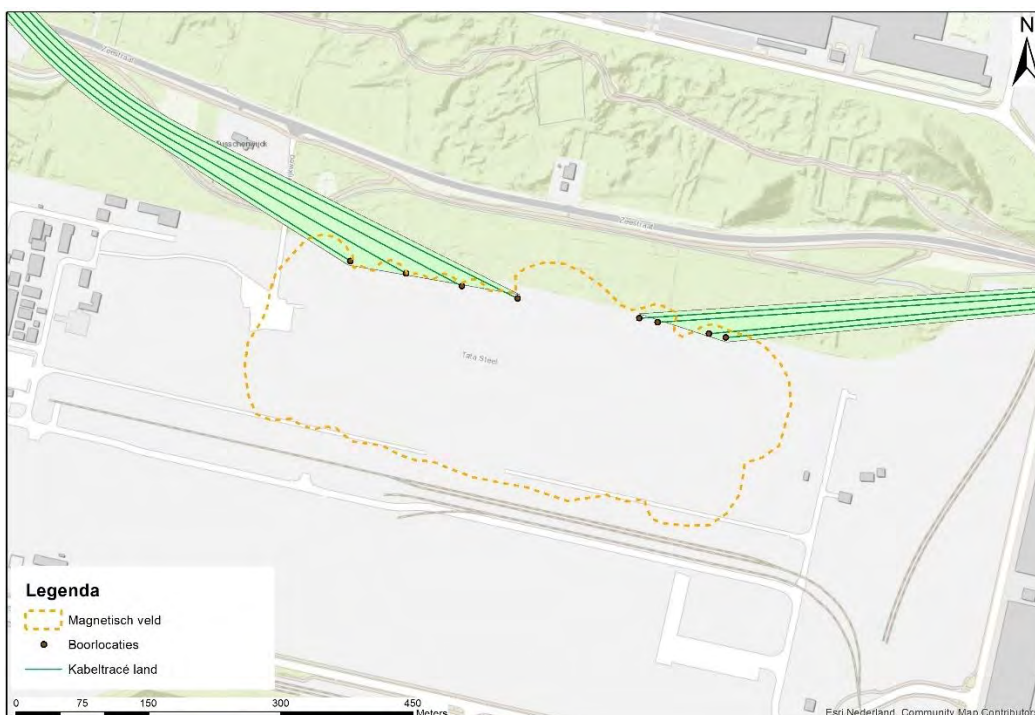 N
Zeestraat
Zeestraat
Tata Steel
Legenda
Magnetisch veld
Boorlocaties
Kabeltracé land
0 75 150 300 450
Meters
Esri Nederland, Community Map Contributors